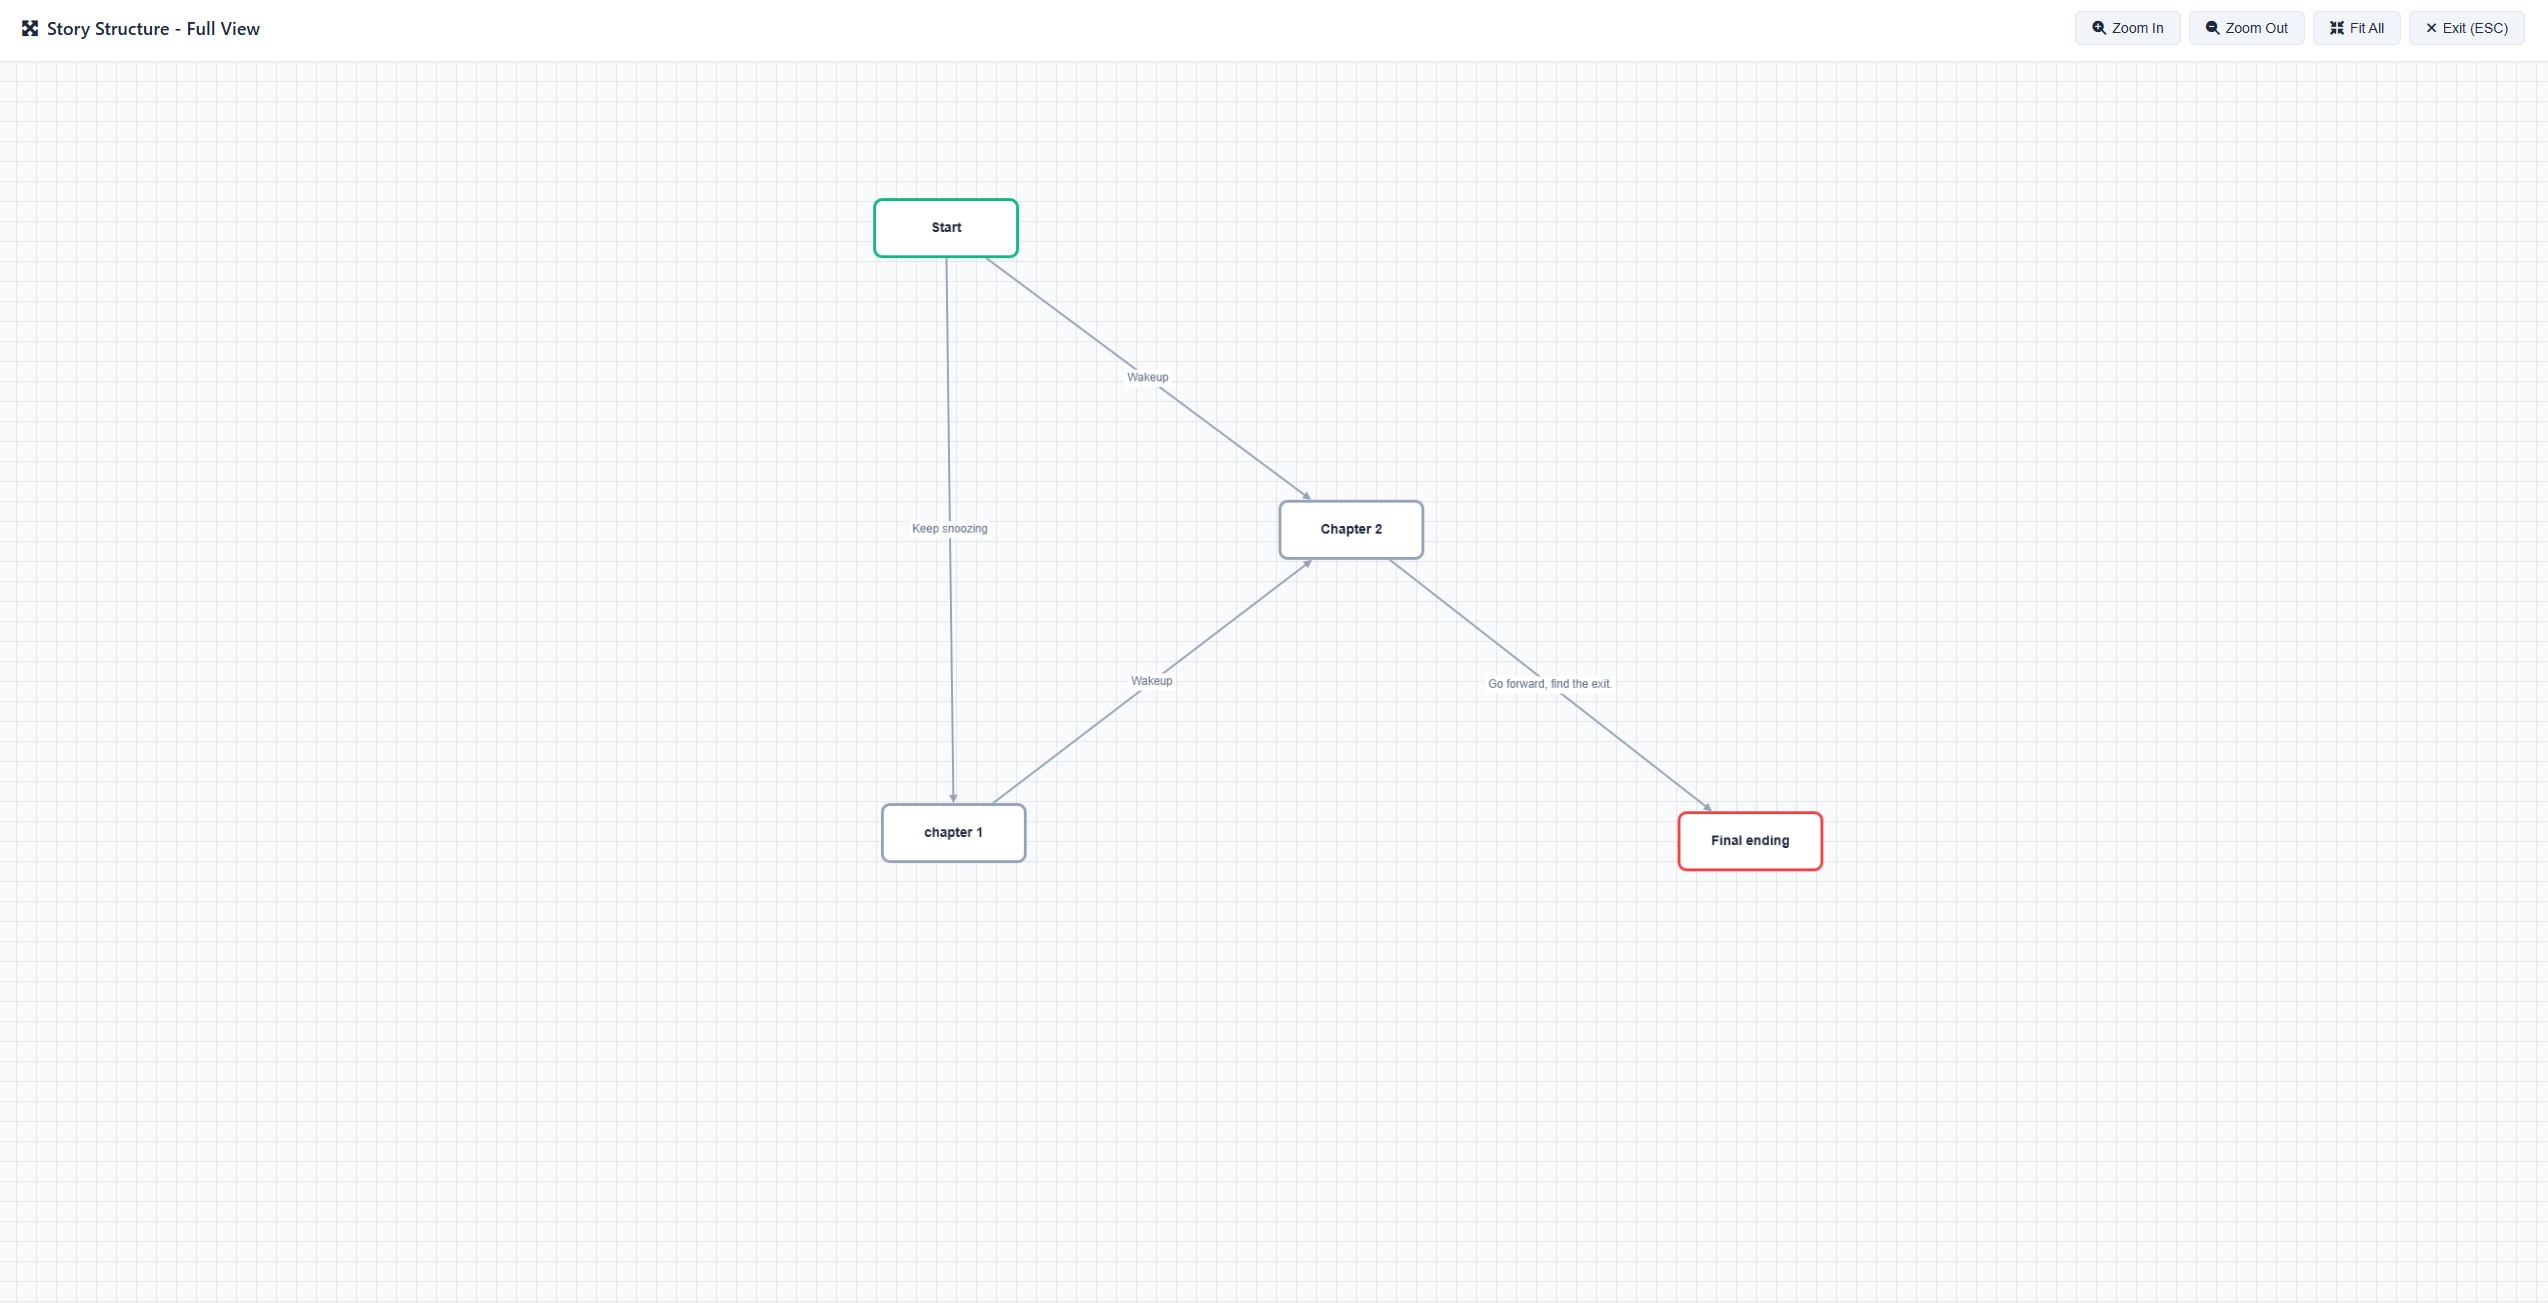 Story Structure - Full View
Zoom In
Zoom Out
Fit All
Exit (ESC)
Start
Wakeup
Keep snoozing
Chapter 2
Wakeup
Go forward, find the exit.
chapter 1
Final ending